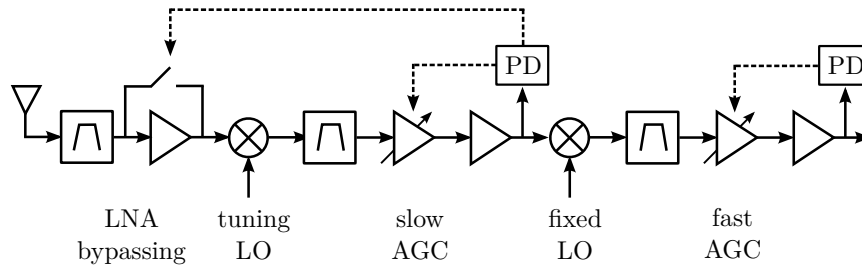 PD
PD
LNA
bypassing
tuning
LO
slow
AGC
fixed
LO
fast
AGC